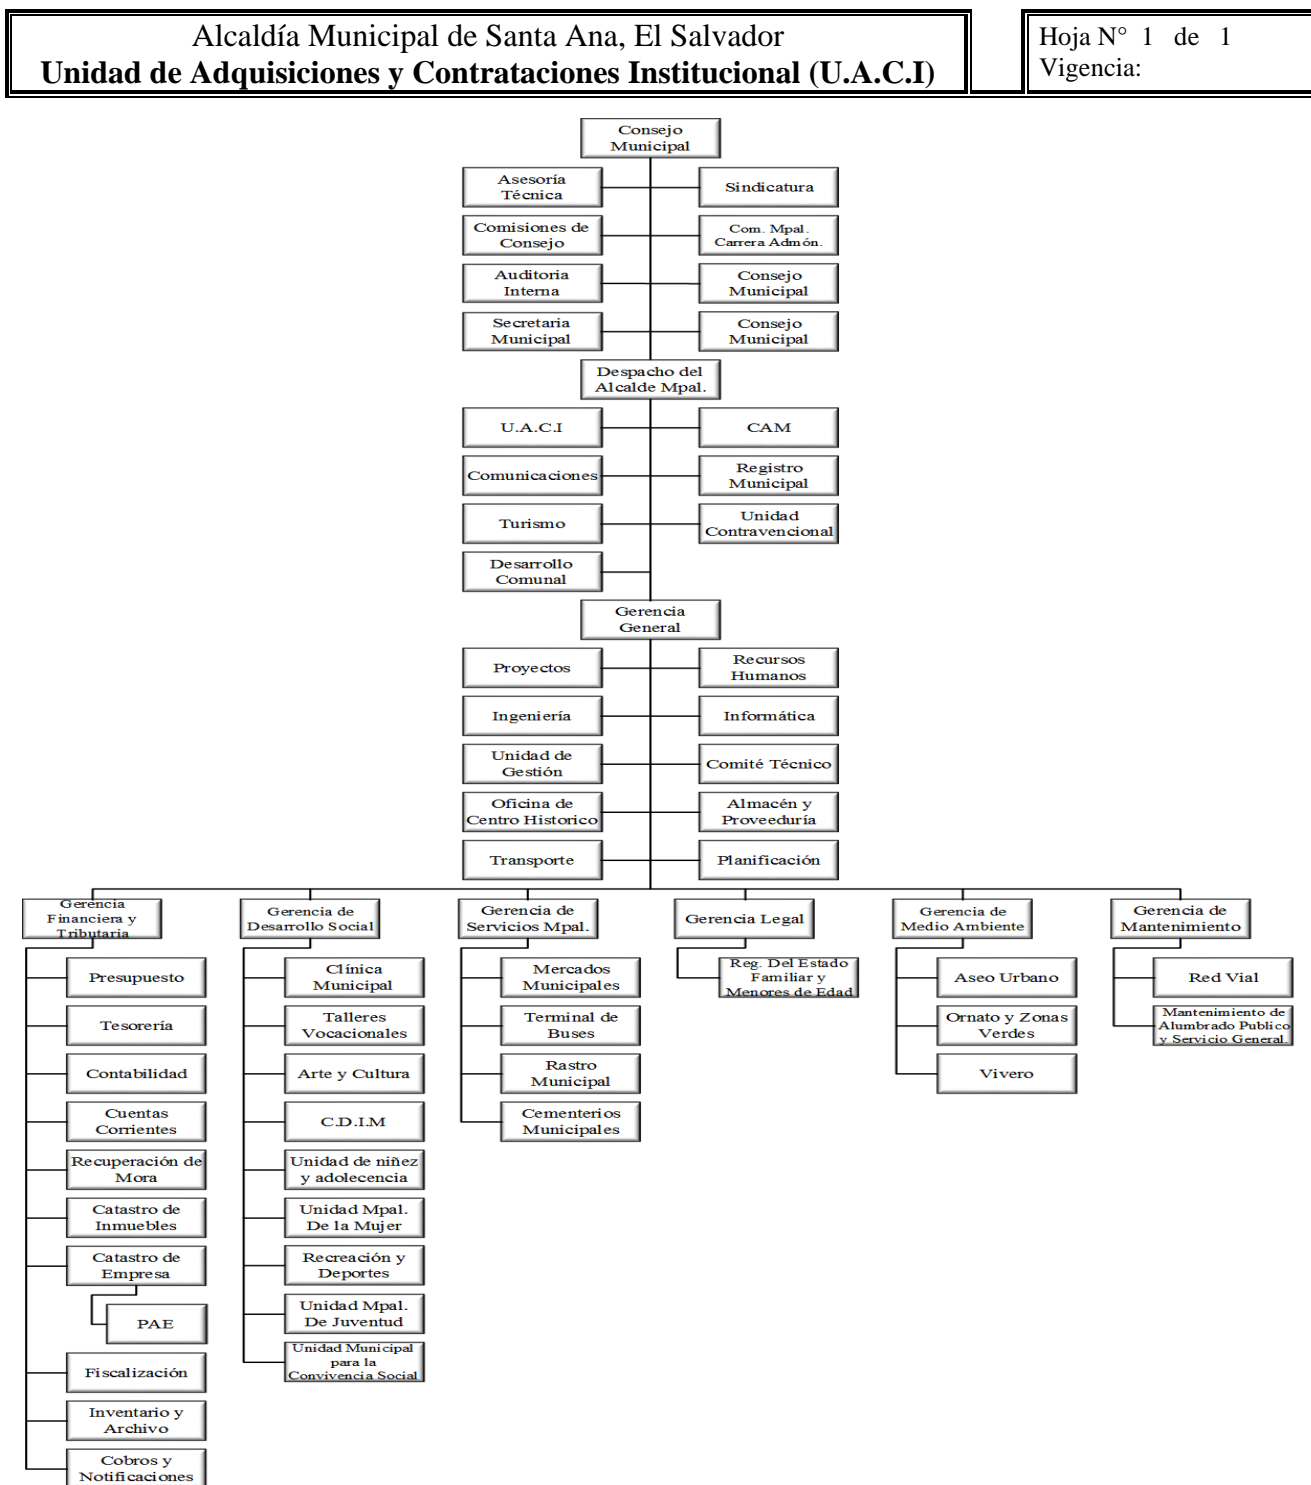 Alcaldía Municipal de Santa Ana, El Salvador
Unidad de Adquisiciones y Contrataciones Institucional (U.A.C.I)
Hoja N° 1 de 1
Vigencia:
Consejo
Municipal
Asesoría
Técnica
Sindicatura
Comisiones de
Consejo
Com. Mpal.
Carrera Admón.
Auditoria
Interna
Consejo
Municipal
Secretaria
Municipal
Consejo
Municipal
Despacho del
Alcalde Mpal.
U.A.C.I
CAM
Comunicaciones
Registro
Municipal
Turismo
Unidad
Contravencional
Desarrollo
Comunal
Gerencia
General
Proyectos
Recursos
Humanos
Ingeniería
Informática
Unidad de
Gestión
Comité Técnico
Oficina de
Centro Historico
Almacén y
Proveeduría
Transporte
Planificación
Gerencia
Financiera y
Tributaria
Presupuesto
Tesorería
Contabilidad
Cuentas
Corrientes
Recuperación de
Mora
Catastro de
Inmuebles
Catastro de
Empresa
PAE
Fiscalización
Inventario y
Archivo
Cobros y
Notificaciones
Gerencia de
Desarrollo Social
Clínica
Municipal
Talleres
Vocacionales
Arte y Cultura
C.D.I.M
Unidad de niñez
y adolecencia
Unidad Mpal.
De la Mujer
Recreación y
Deportes
Unidad Mpal.
De Juventud
Unidad Municipal
para la
Convivencia Social
Gerencia de
Servicios Mpal.
Mercados
Municipales
Terminal de
Buses
Rastro
Municipal
Cementerios
Municipales
Gerencia Legal
Reg. Del Estado
Familiar y
Menores de Edad
Gerencia de
Medio Ambiente
Aseo Urbano
Ornato y Zonas
Verdes
Vivero
Gerencia de
Mantenimiento
Red Vial
Mantenimiento de
Alumbrado Publico
y Servicio General.